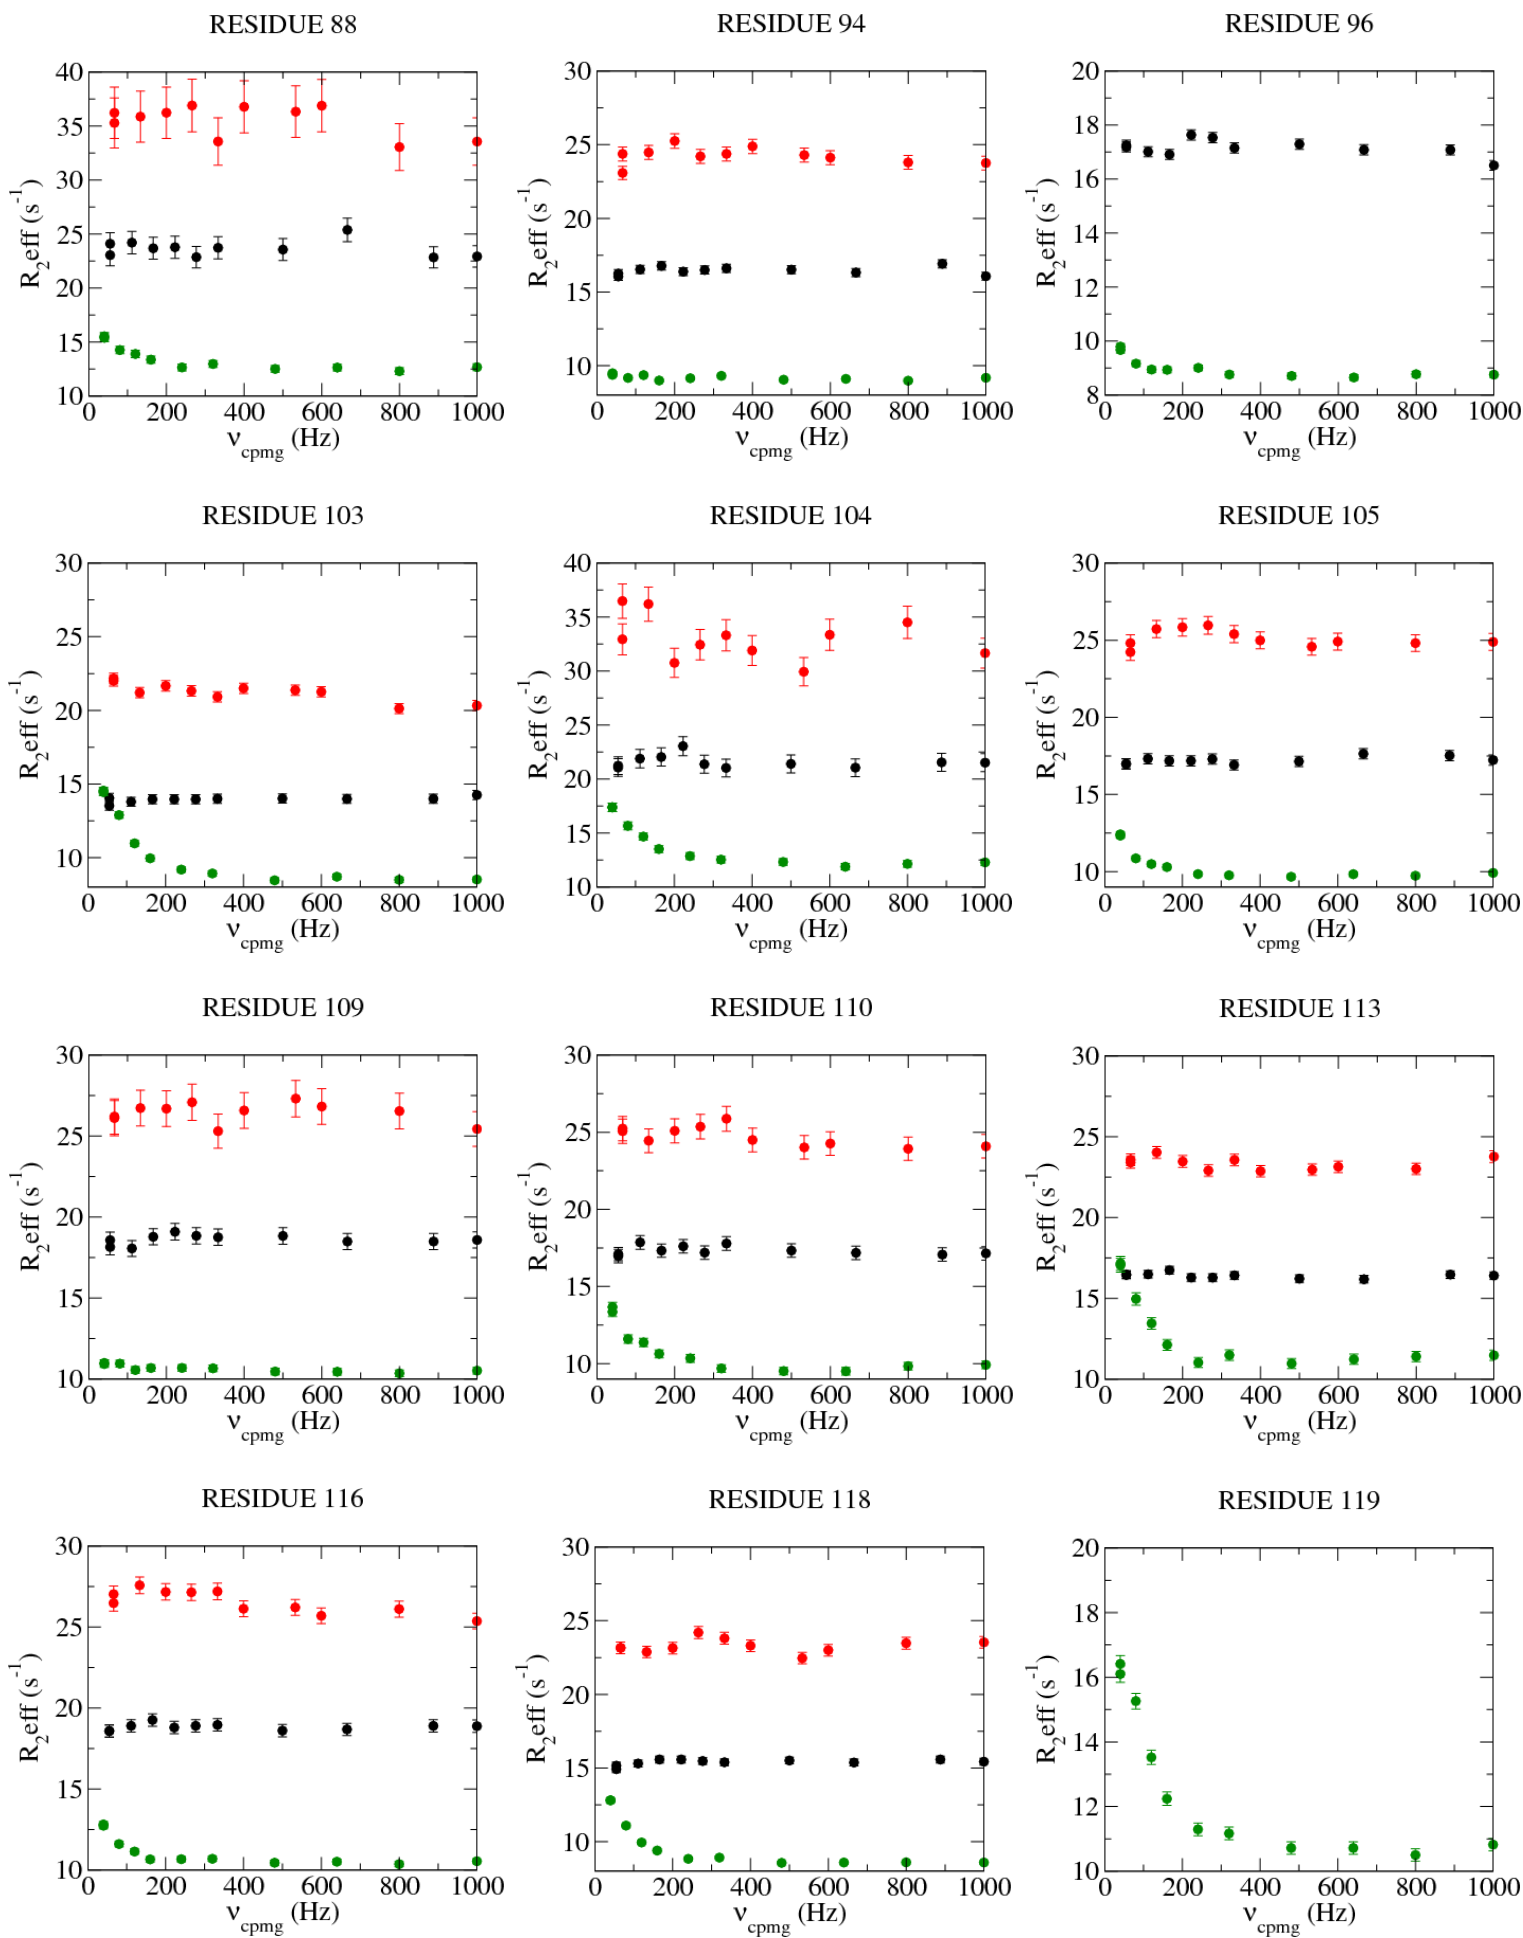 RESIDUE 88
RESIDUE 94
RESIDUE 96
40
35
30
25
20
15
10
R2eff (s-1)
0 200 400 600 800 1000
νcpmg (Hz)
30
25
20
15
10
R2eff (s-1)
0 200 400 600 800 1000
νcpmg (Hz)
20
18
16
14
12
10
8
R2eff (s-1)
0 200 400 600 800 1000
νcpmg (Hz)
RESIDUE 103
RESIDUE 104
RESIDUE 105
30
25
20
15
10
R2eff (s-1)
0 200 400 600 800 1000
νcpmg (Hz)
40
35
30
25
20
15
10
R2eff (s-1)
0 200 400 600 800 1000
νcpmg (Hz)
30
25
20
15
10
R2eff (s-1)
0 200 400 600 800 1000
νcpmg (Hz)
RESIDUE 109
RESIDUE 110
RESIDUE 113
30
25
20
15
10
R2eff (s-1)
0 200 400 600 800 1000
νcpmg (Hz)
30
25
20
15
10
R2eff (s-1)
0 200 400 600 800 1000
νcpmg (Hz)
30
25
20
15
10
R2eff (s-1)
0 200 400 600 800 1000
νcpmg (Hz)
RESIDUE 116
RESIDUE 118
RESIDUE 119
30
25
20
15
10
R2eff (s-1)
0 200 400 600 800 1000
νcpmg (Hz)
30
25
20
15
10
R2eff (s-1)
0 200 400 600 800 1000
νcpmg (Hz)
20
18
16
14
12
10
R2eff (s-1)
0 200 400 600 800 1000
νcpmg (Hz)